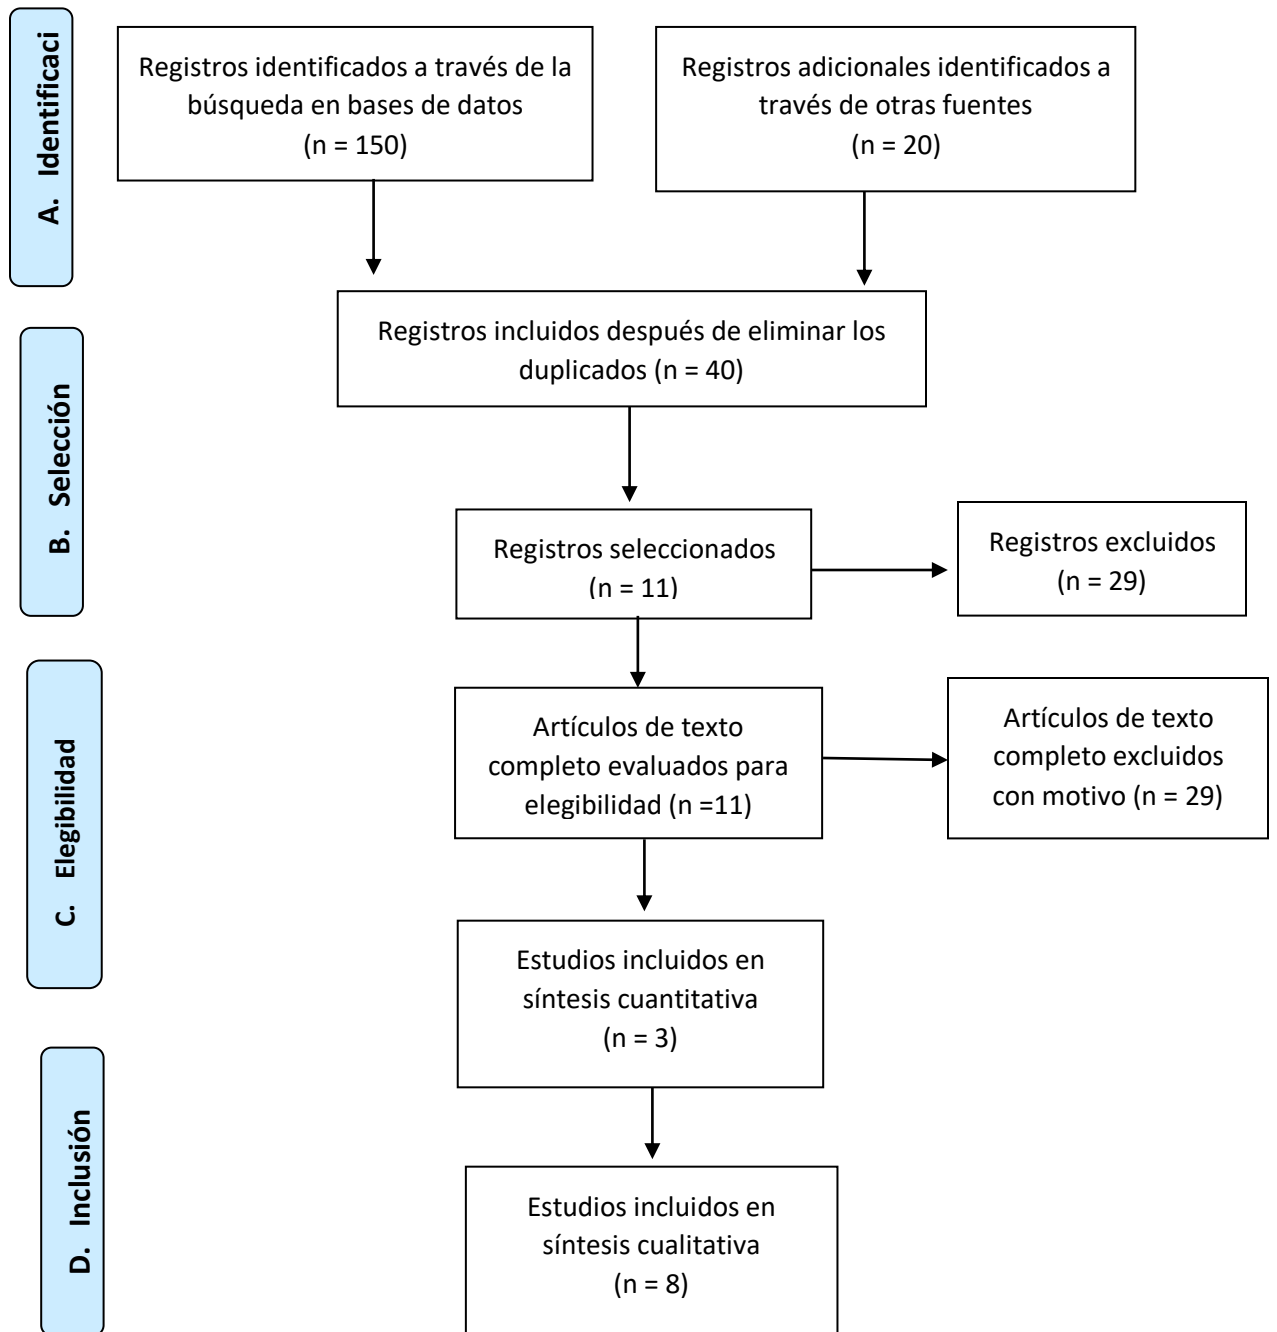 A. Identificaci
Registros identificados a través de la
búsqueda en bases de datos
(n = 150)
Registros adicionales identificados a
través de otras fuentes
(n = 20)
Registros incluidos después de eliminar los
duplicados (n = 40)
B. Selección
Registros seleccionados
(n = 11)
Registros excluidos
(n = 29)
C. Elegibilidad
Artículos de texto
completo evaluados para
elegibilidad (n =11)
Artículos de texto
completo excluidos
con motivo (n = 29)
Estudios incluidos en
síntesis cuantitativa
(n = 3)
D. Inclusión
Estudios incluidos en
síntesis cualitativa
(n = 8)